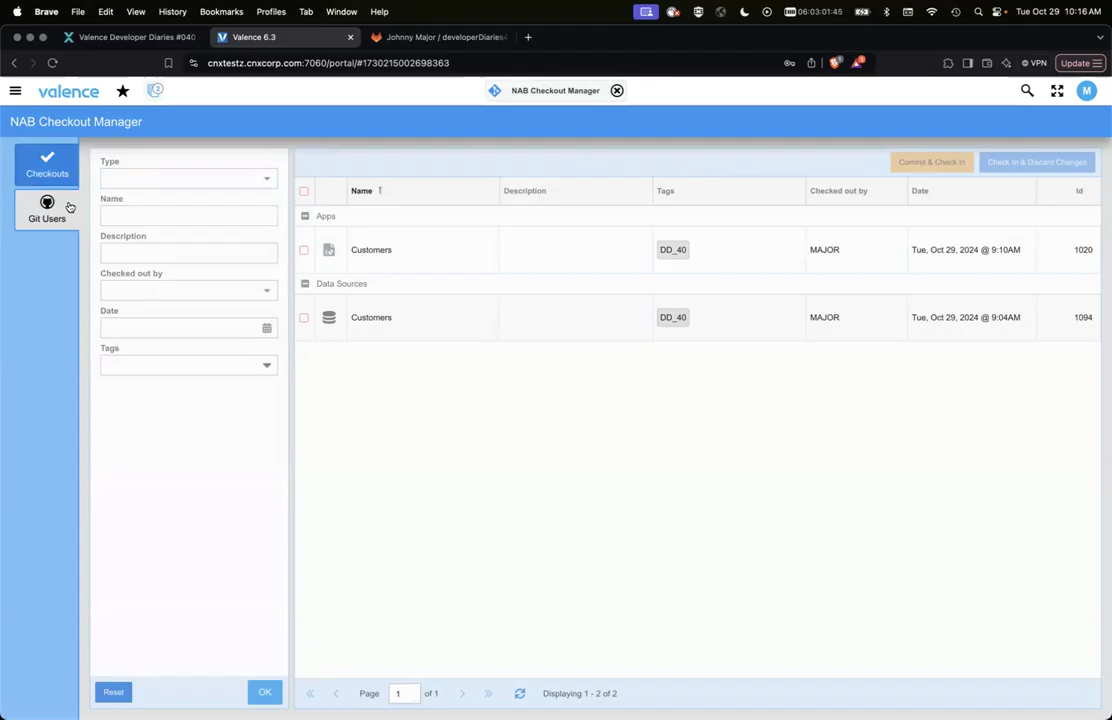 Brave File Edit View History Bookmarks Profiles Tab Window Help 06:03:01:45 Tue Oct 29 10:16 AM
Valence Developer Diaries #040 Valence 6.3 Johnny Major / developerDiaries4
cnxtestz.cnxcorp.com:7060/portal/#1730215002698363 VPN Update
valence 2 NAB Checkout Manager M
NAB Checkout Manager
Checkouts
Git Users
Type
Name
Description
Checked out by
Date
Tags
Reset OK
Commit & Check In Check In & Discard Changes
Name ↑ Description Tags Checked out by Date Id
Apps
Customers DD_40 MAJOR Tue, Oct 29, 2024 @ 9:10AM 1020
Data Sources
Customers DD_40 MAJOR Tue, Oct 29, 2024 @ 9:04AM 1094
Page 1 of 1 Displaying 1 - 2 of 2